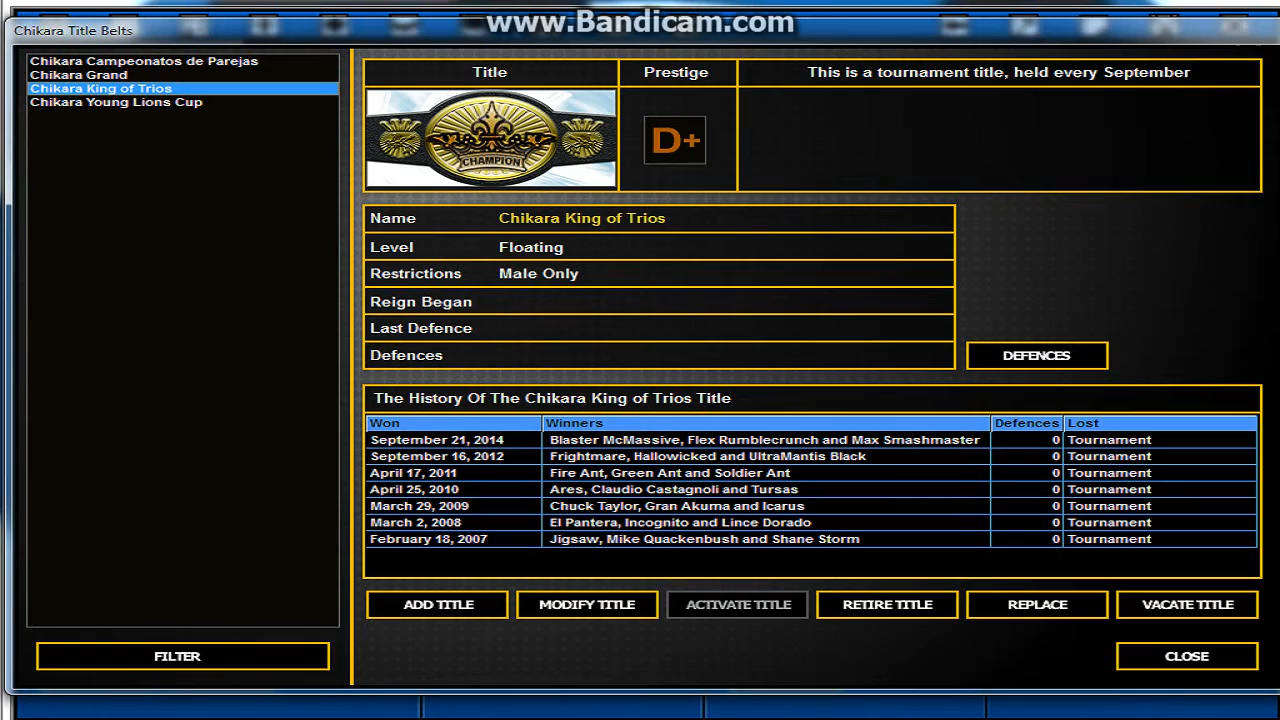 www.Bandicam.com
Chikara Title Belts
Chikara Campeonatos de Parejas
Chikara Grand
Chikara King of Trios
Chikara Young Lions Cup
FILTER
Title Prestige This is a tournament title, held every September
CHAMPION
D+
Name Chikara King of Trios
Level Floating
Restrictions Male Only
Reign Began
Last Defence
Defences
DEFENCES
The History Of The Chikara King of Trios Title
Won Winners Defences Lost
September 21, 2014 Blaster McMassive, Flex Rumblecrunch and Max Smashmaster 0 Tournament
September 16, 2012 Frightmare, Hallowicked and UltraMantis Black 0 Tournament
April 17, 2011 Fire Ant, Green Ant and Soldier Ant 0 Tournament
April 25, 2010 Ares, Claudio Castagnoli and Tursas 0 Tournament
March 29, 2009 Chuck Taylor, Gran Akuma and Icarus 0 Tournament
March 2, 2008 El Pantera, Incognito and Lince Dorado 0 Tournament
February 18, 2007 Jigsaw, Mike Quackenbush and Shane Storm 0 Tournament
ADD TITLE MODIFY TITLE ACTIVATE TITLE RETIRE TITLE REPLACE VACATE TITLE
CLOSE